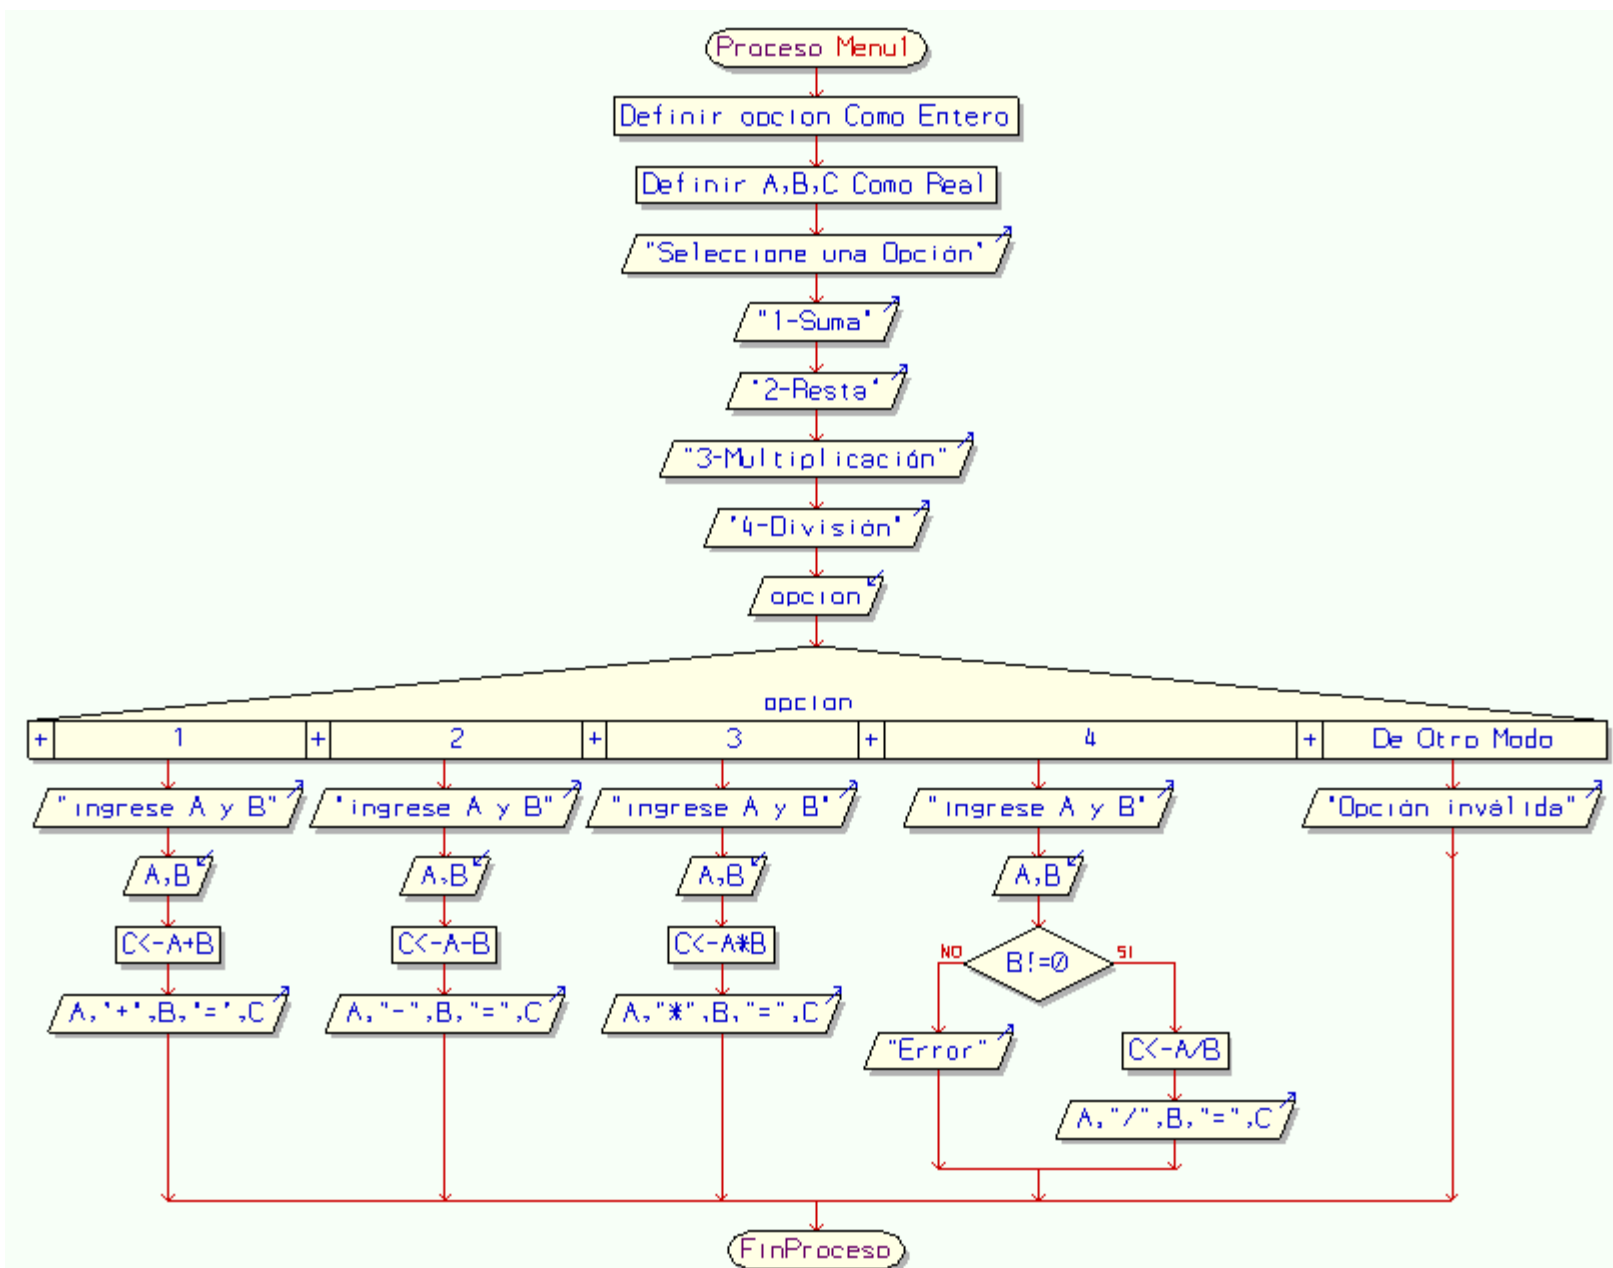 Proceso Menu1
Definir opcion Como Entero
Definir A,B,C Como Real
"Seleccione una Opción"
"1-Suma"
"2-Resta"
"3-Multiplicación"
"4-División"
opcion
opcion
+ 1 + 2 + 3 + 4 + De Otro Modo
"ingrese A y B" "ingrese A y B" "ingrese A y B" "ingrese A y B" "Opción inválida"
A,B A,B A,B A,B
C<-A+B C<-A-B C<-A*B NO B!=0 SI
A,"+",B,"=",C A,"-",B,"=",C A,"*",B,"=",C
"Error" C<-A/B
A,"/",B,"=",C
FinProceso